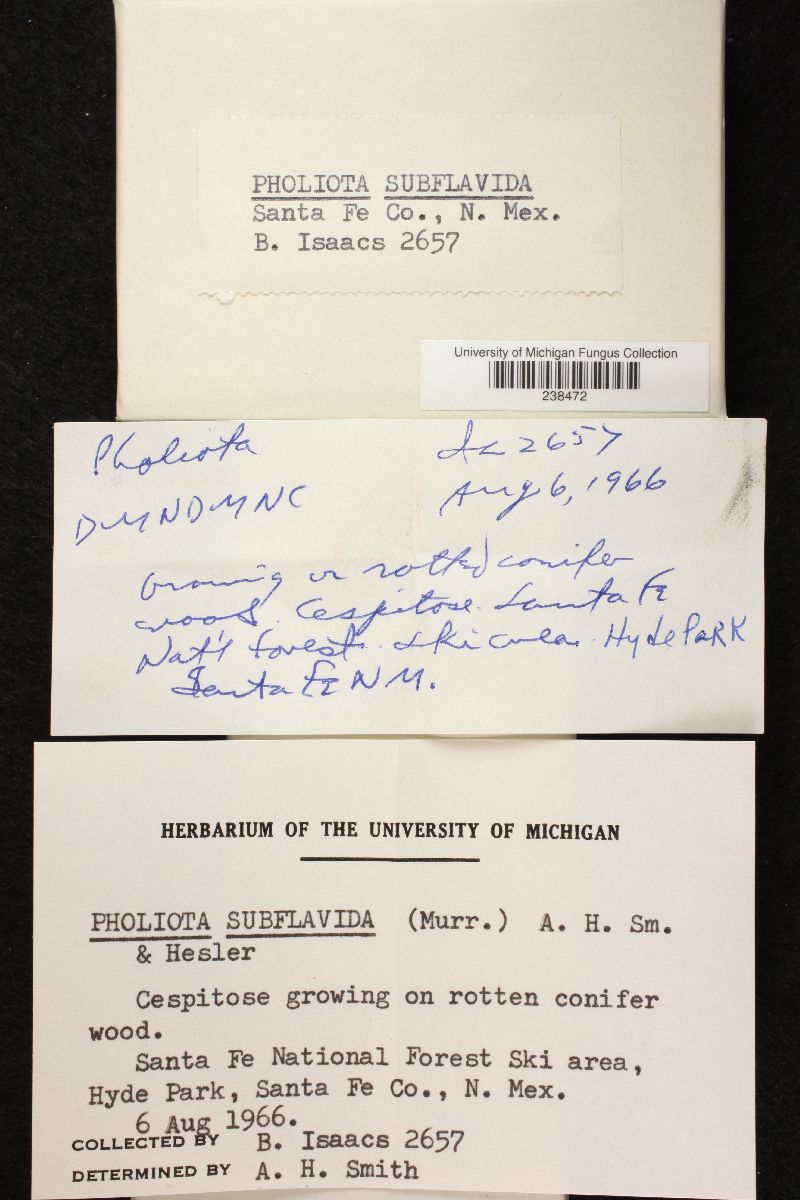 PHOLIOTA SUBFLAVIDA
Santa Fe Co., N. Mex.
B. Isaacs 2657
University of Michigan Fungus Collection
238472
Pholiota
2657
DMNDMNC
Aug 6, 1966
Growing on rotted conifer
wood. Cespitose. Santa Fe
Nat'l forest. Ski area. Hyde PaRK
Santa FE N M.
HERBARIUM OF THE UNIVERSITY OF MICHIGAN
PHOLIOTA SUBFLAVIDA (Murr.) A. H. Sm.
& Hesler
Cespitose growing on rotten conifer
wood.
Santa Fe National Forest Ski area,
Hyde Park, Santa Fe Co., N. Mex.
6 Aug 1966.
COLLECTED BY B. Isaacs 2657
DETERMINED BY A. H. Smith